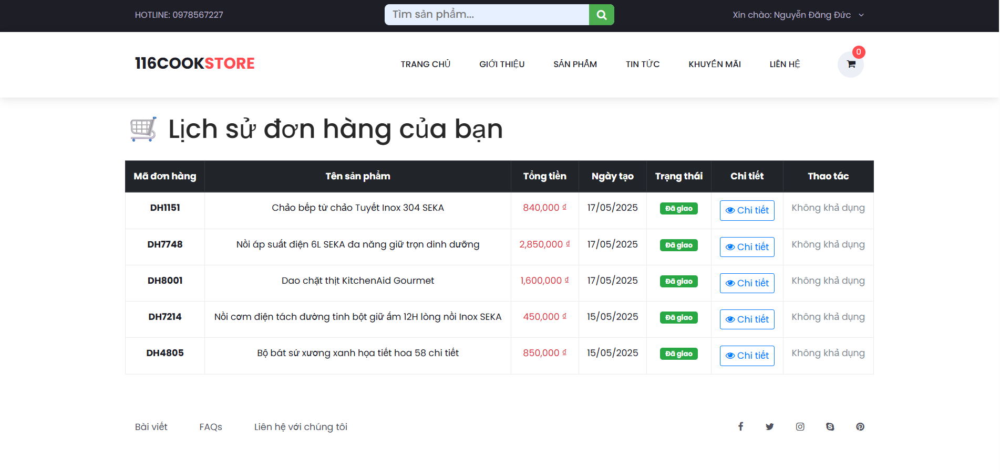 HOTLINE: 0978567227
Tìm sản phẩm...
Xin chào: Nguyễn Đăng Đức
116COOKSTORE
TRANG CHỦ GIỚI THIỆU SẢN PHẨM TIN TỨC KHUYẾN MÃI LIÊN HỆ
0
Lịch sử đơn hàng của bạn
Mã đơn hàng Tên sản phẩm Tổng tiền Ngày tạo Trạng thái Chi tiết Thao tác
DH1151 Chảo bếp từ chảo Tuyết Inox 304 SEKA 840,000 ₫ 17/05/2025 Đã giao Chi tiết Không khả dụng
DH7748 Nồi áp suất điện 6L SEKA đa năng giữ trọn dinh dưỡng 2,850,000 ₫ 17/05/2025 Đã giao Chi tiết Không khả dụng
DH8001 Dao chặt thịt KitchenAid Gourmet 1,600,000 ₫ 17/05/2025 Đã giao Chi tiết Không khả dụng
DH7214 Nồi cơm điện tách đường tinh bột giữ ấm 12H lòng nồi Inox SEKA 450,000 ₫ 15/05/2025 Đã giao Chi tiết Không khả dụng
DH4805 Bộ bát sứ xương xanh họa tiết hoa 58 chi tiết 850,000 ₫ 15/05/2025 Đã giao Chi tiết Không khả dụng
Bài viết FAQs Liên hệ với chúng tôi